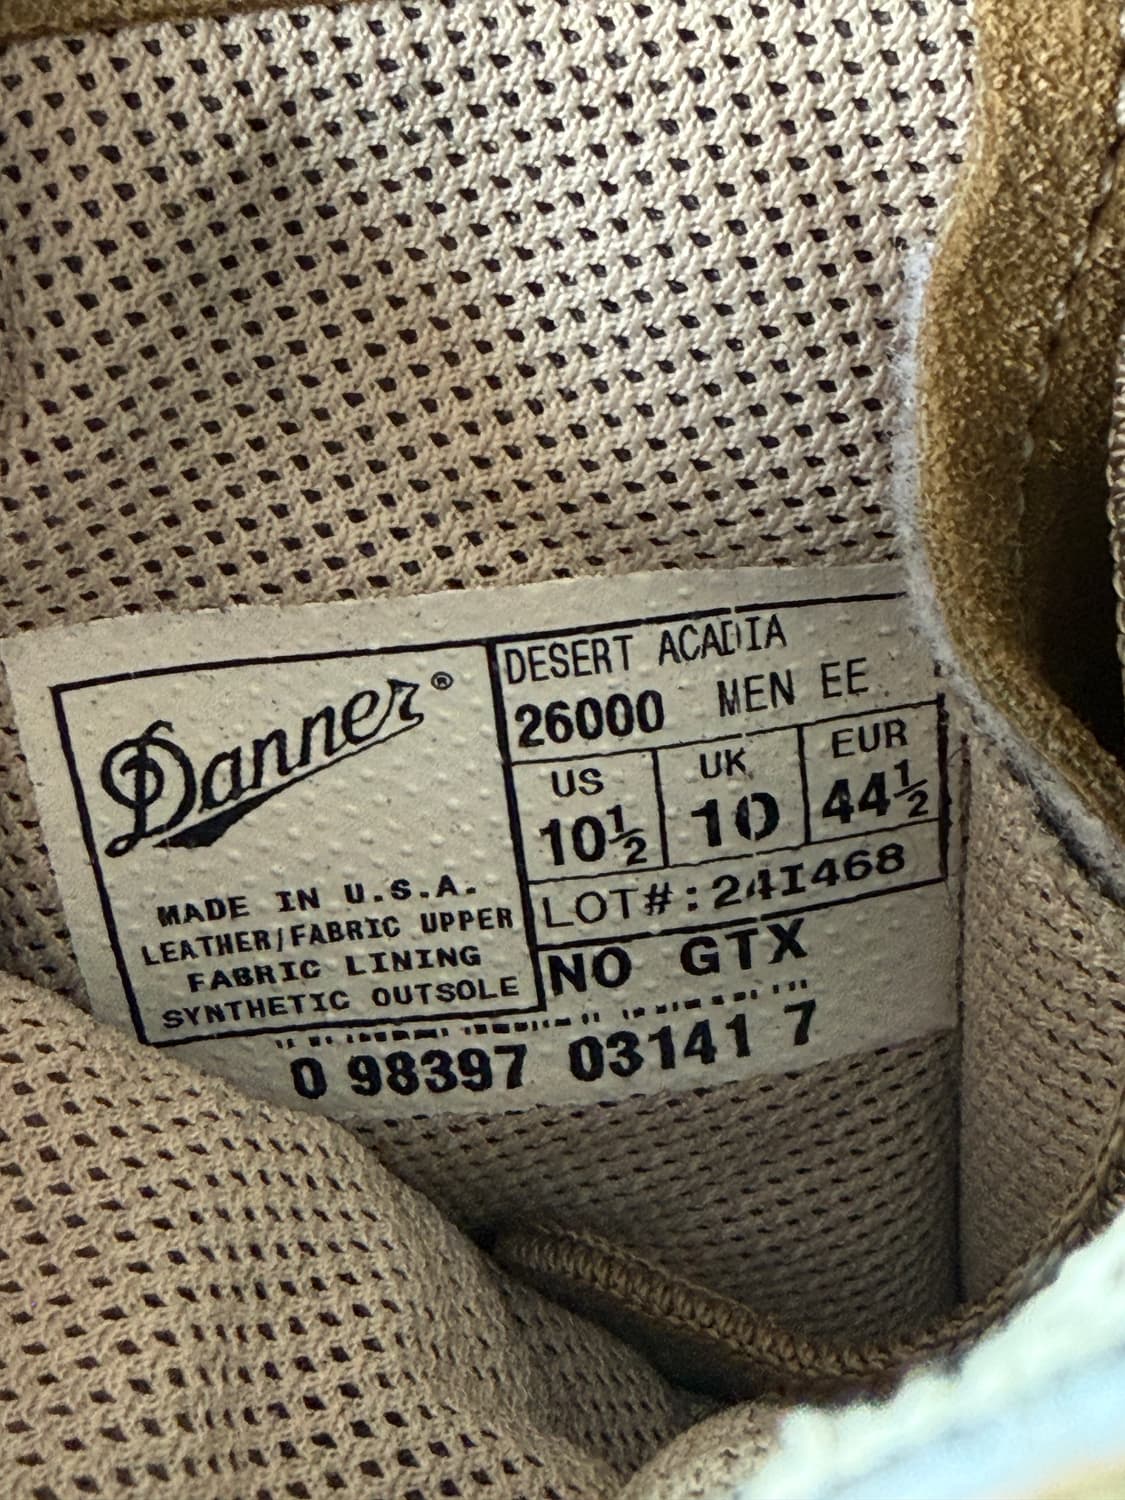 Danner®
MADE IN U.S.A.
LEATHER/FABRIC UPPER
FABRIC LINING
SYNTHETIC OUTSOLE
DESERT ACADIA
26000 MEN EE
US UK EUR
10½ 10 44½
LOT#:241468
NO GTX
0 98397 03141 7